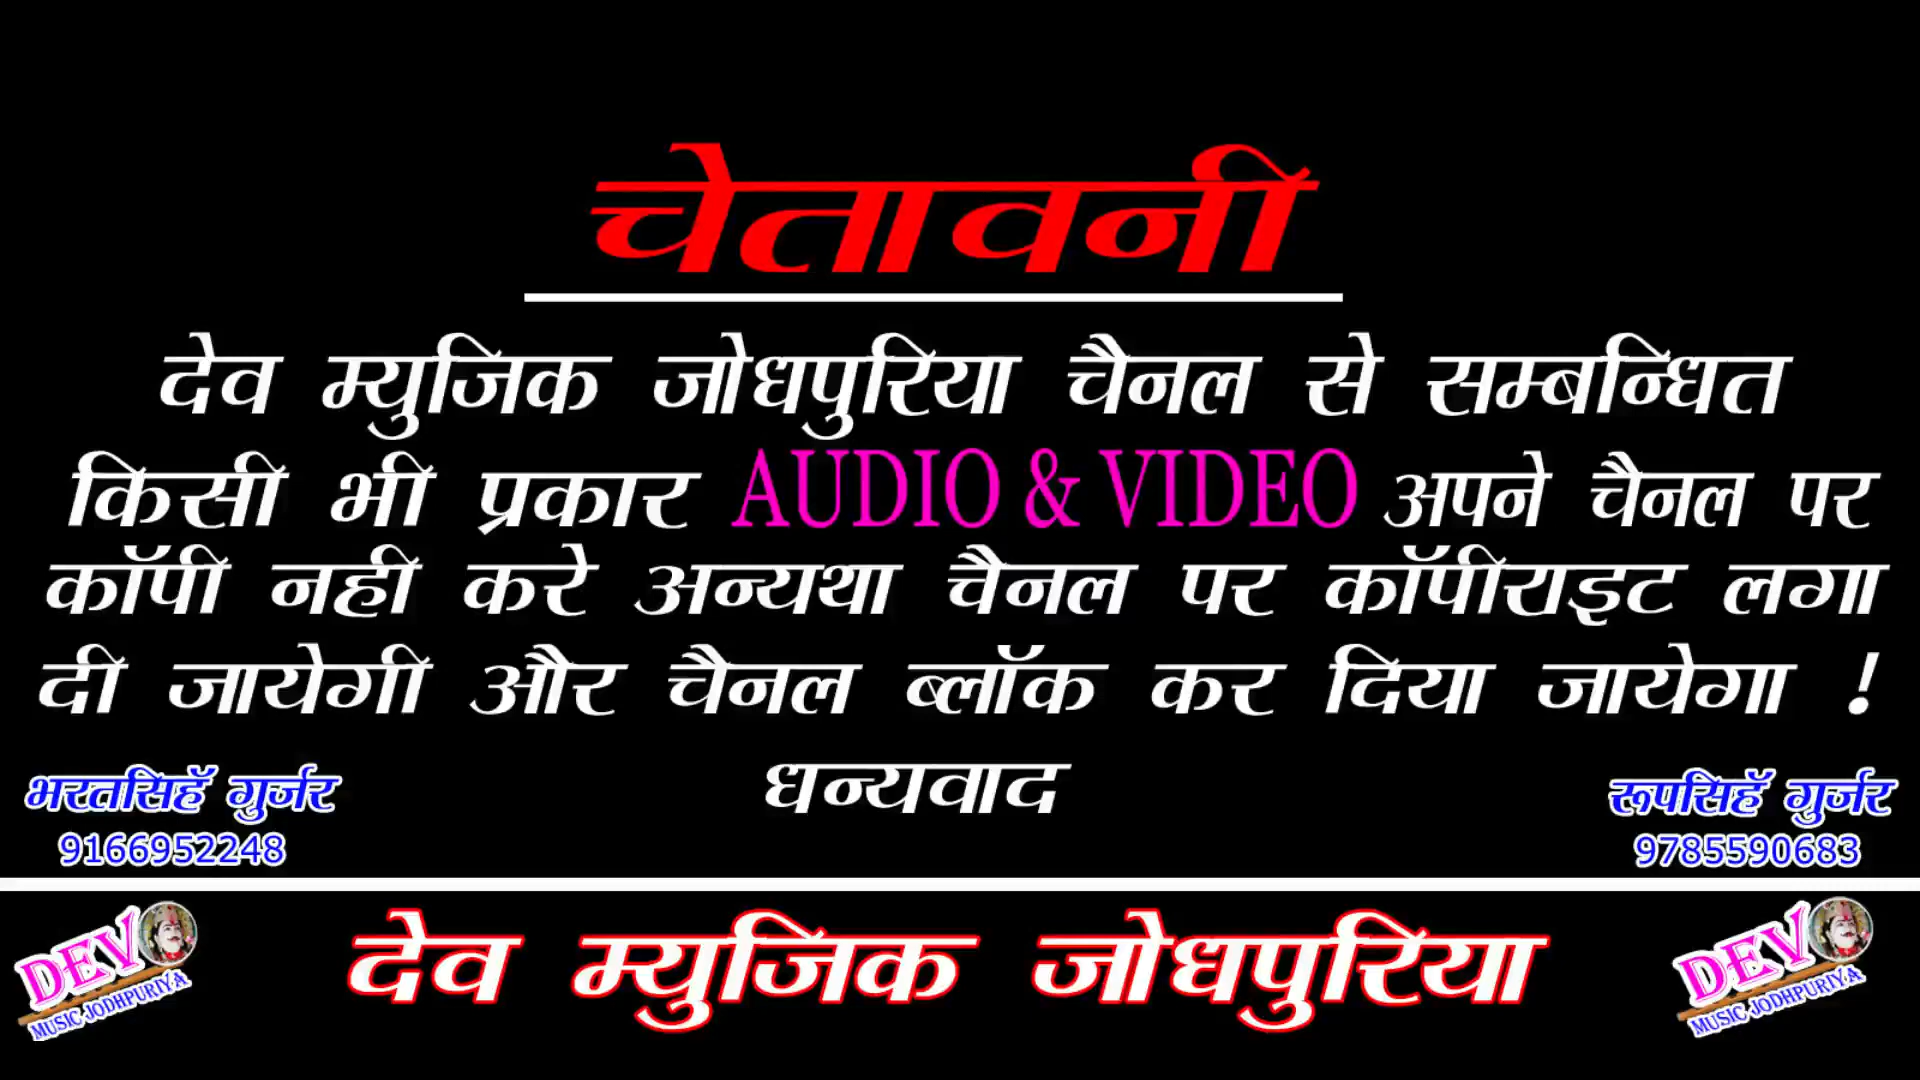 चेतावनी
देव म्युजिक जोधपुरिया चैनल से सम्बन्धित
किसी भी प्रकार AUDIO & VIDEO अपने चैनल पर
कॉपी नही करे अन्यथा चैनल पर कॉपीराइट लगा
दी जायेगी और चैनल ब्लॉक कर दिया जायेगा !
धन्यवाद
भरतसिहॅ गुर्जर
9166952248
रूपसिहॅ गुर्जर
9785590683
DEV
MUSIC JODHPURIYA
देव म्युजिक जोधपुरिया
DEV
MUSIC JODHPURIYA